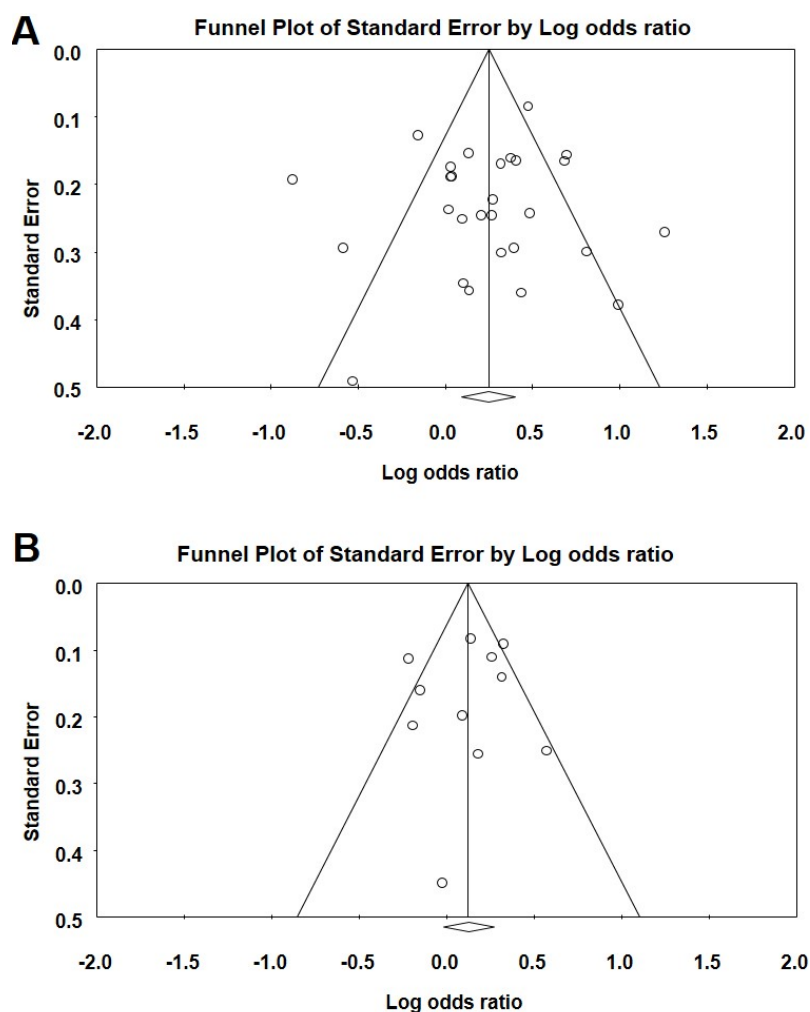 A
Funnel Plot of Standard Error by Log odds ratio
0.0
0.1
0.2
0.3
0.4
0.5
Standard Error
-2.0 -1.5 -1.0 -0.5 0.0 0.5 1.0 1.5 2.0
Log odds ratio
B
Funnel Plot of Standard Error by Log odds ratio
0.0
0.1
0.2
0.3
0.4
0.5
Standard Error
-2.0 -1.5 -1.0 -0.5 0.0 0.5 1.0 1.5 2.0
Log odds ratio